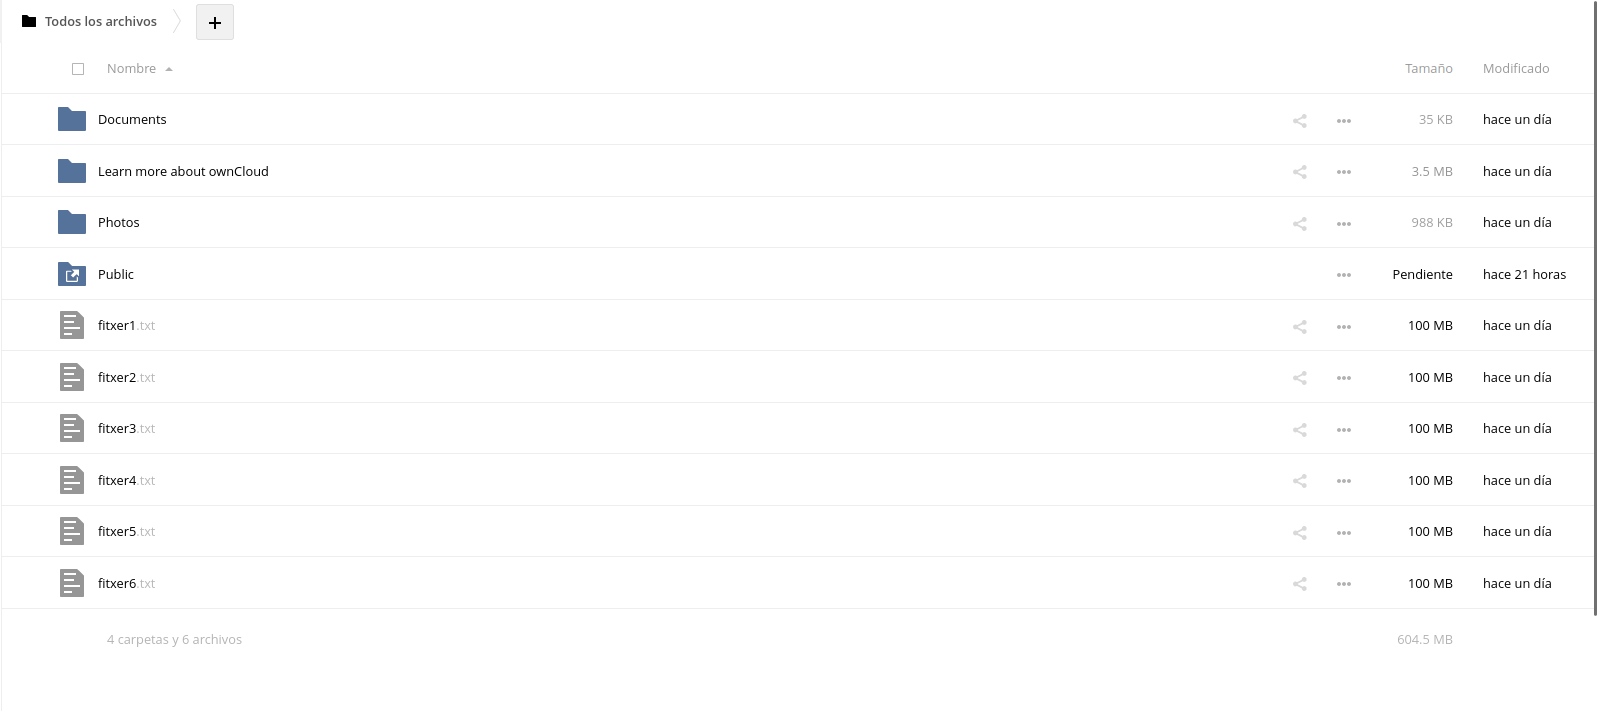 Todos los archivos +
Nombre Tamaño Modificado
Documents 35 KB hace un día
Learn more about ownCloud 3.5 MB hace un día
Photos 988 KB hace un día
Public Pendiente hace 21 horas
fitxer1.txt 100 MB hace un día
fitxer2.txt 100 MB hace un día
fitxer3.txt 100 MB hace un día
fitxer4.txt 100 MB hace un día
fitxer5.txt 100 MB hace un día
fitxer6.txt 100 MB hace un día
4 carpetas y 6 archivos 604.5 MB